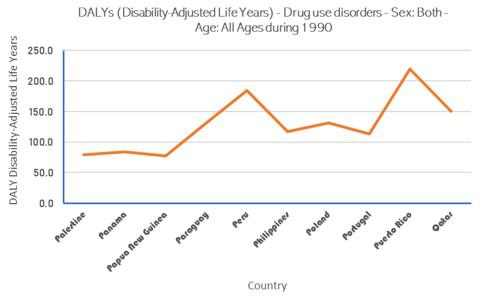 DALYs (Disability-Adjusted Life Years) - Drug use disorders - Sex: Both -
Age: All Ages during 1990
DALY Disability-Adjusted Life Years
250.0
200.0
150.0
100.0
50.0
0.0
Palestine
Panama
Papua New Guinea
Paraguay
Peru
Philippines
Poland
Portugal
Puerto Rico
Qatar
Country